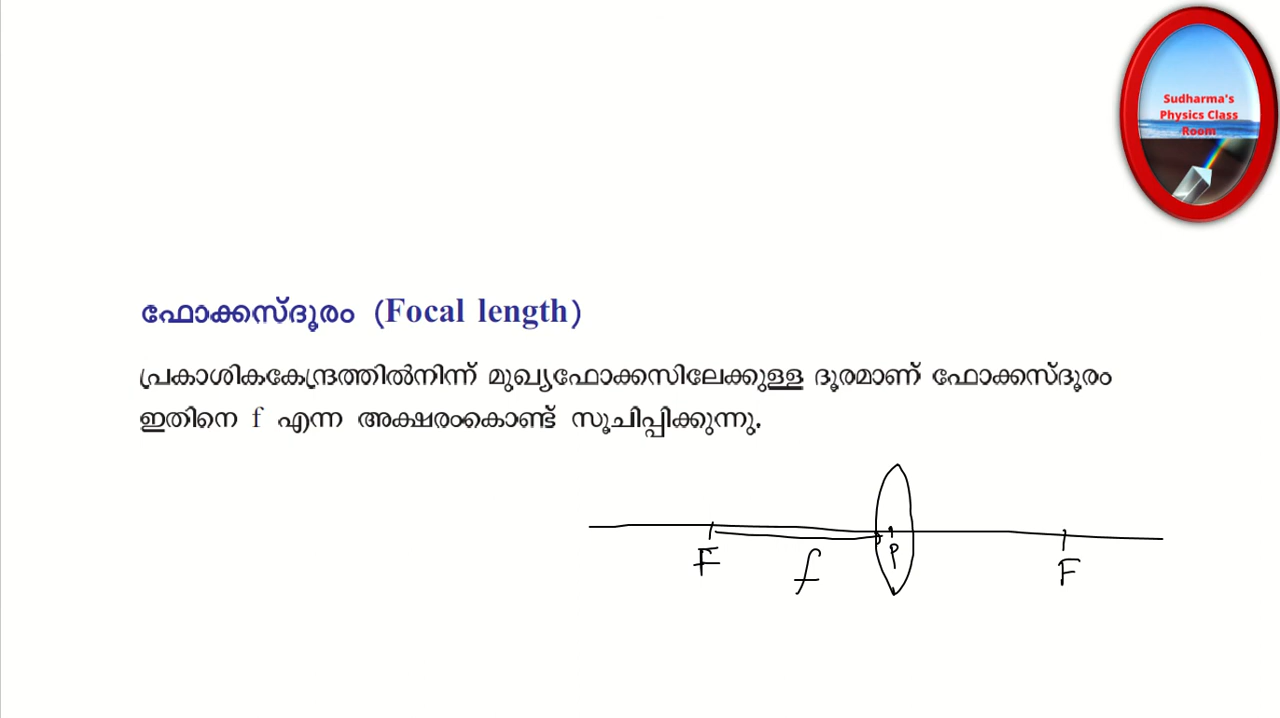 Sudharma's
Physics Class
Room
ഫോക്കസ്ദൂരം (Focal length)
പ്രകാശികകേന്ദ്രത്തിൽനിന്ന് മുഖ്യഫോക്കസിലേക്കുള്ള ദൂരമാണ് ഫോക്കസ്ദൂരം
ഇതിനെ f എന്ന അക്ഷരംകൊണ്ട് സൂചിപ്പിക്കുന്നു.
F f P F